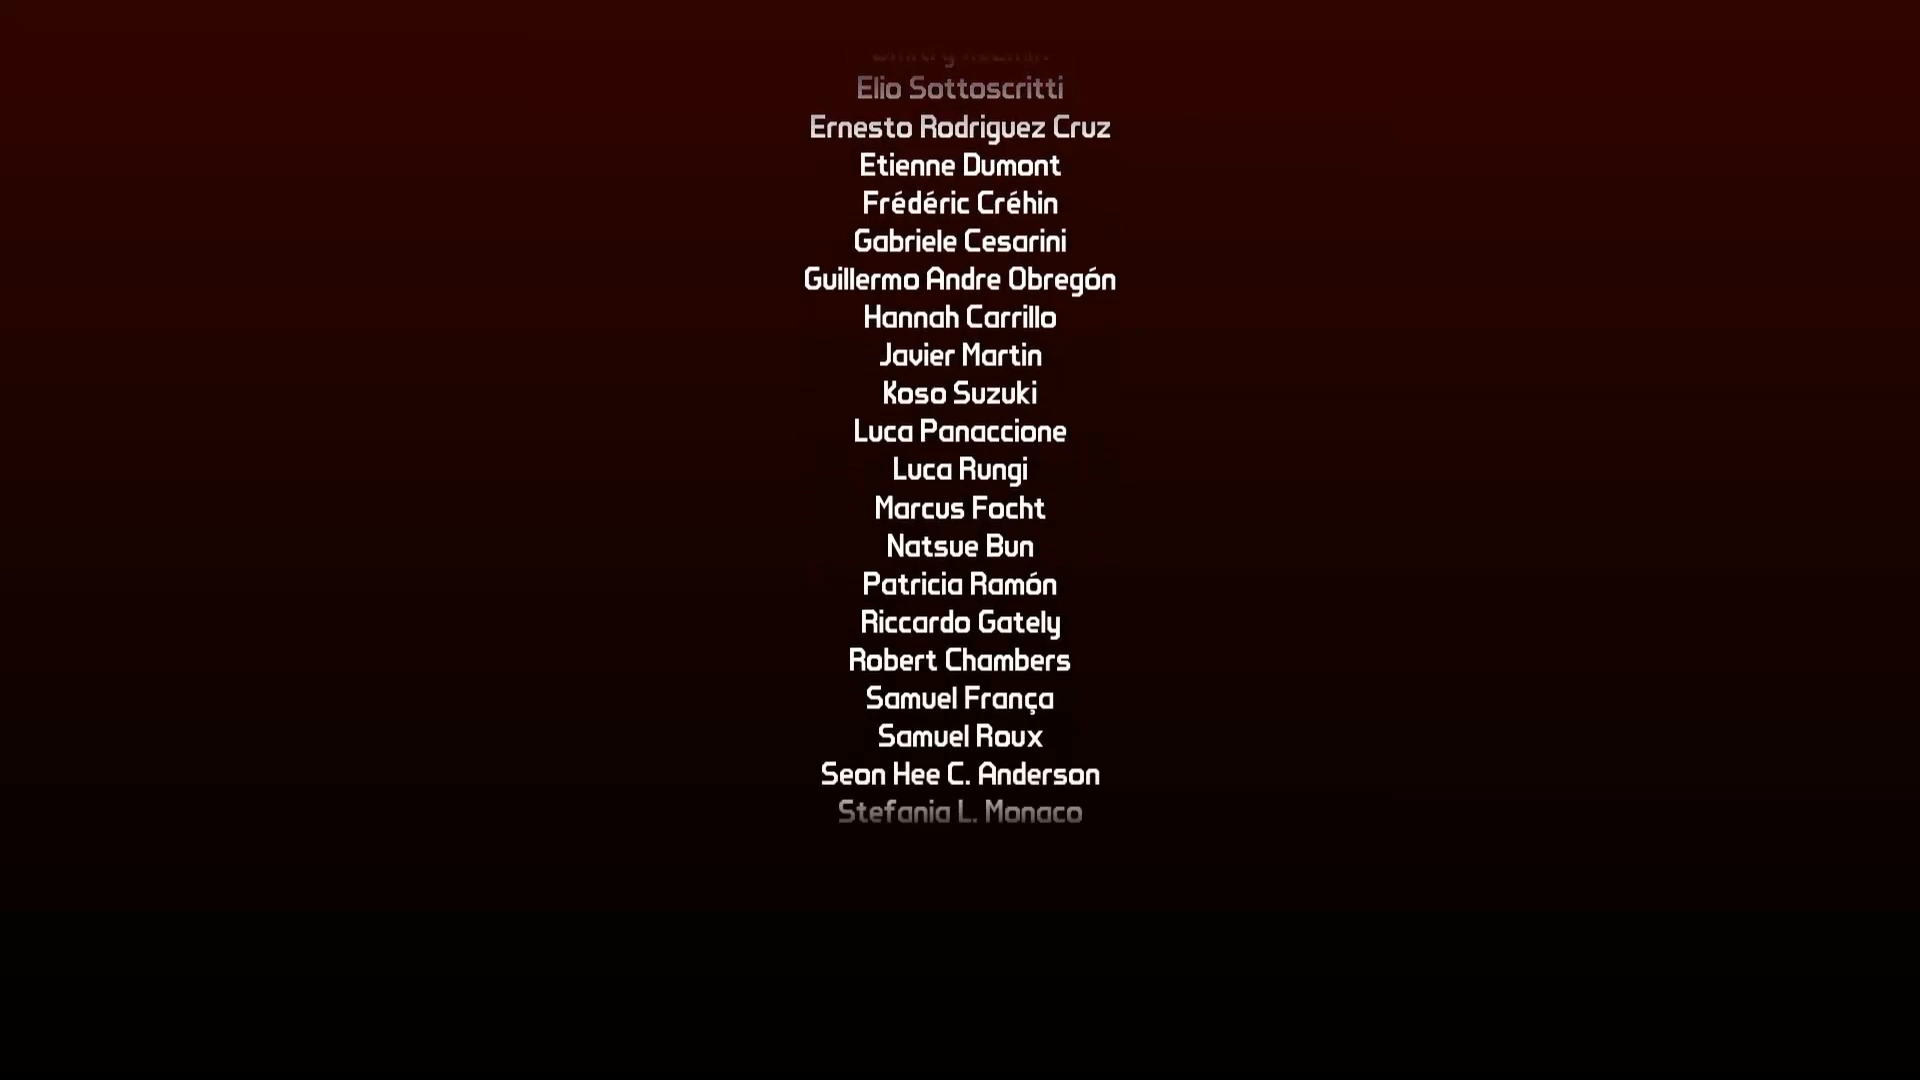 Elio Sottoscritti
Ernesto Rodriguez Cruz
Etienne Dumont
Frédéric Créhin
Gabriele Cesarini
Guillermo Andre Obregón
Hannah Carrillo
Javier Martin
Koso Suzuki
Luca Panaccione
Luca Rungi
Marcus Focht
Natsue Bun
Patricia Ramón
Riccardo Gately
Robert Chambers
Samuel França
Samuel Roux
Seon Hee C. Anderson
Stefania L. Monaco